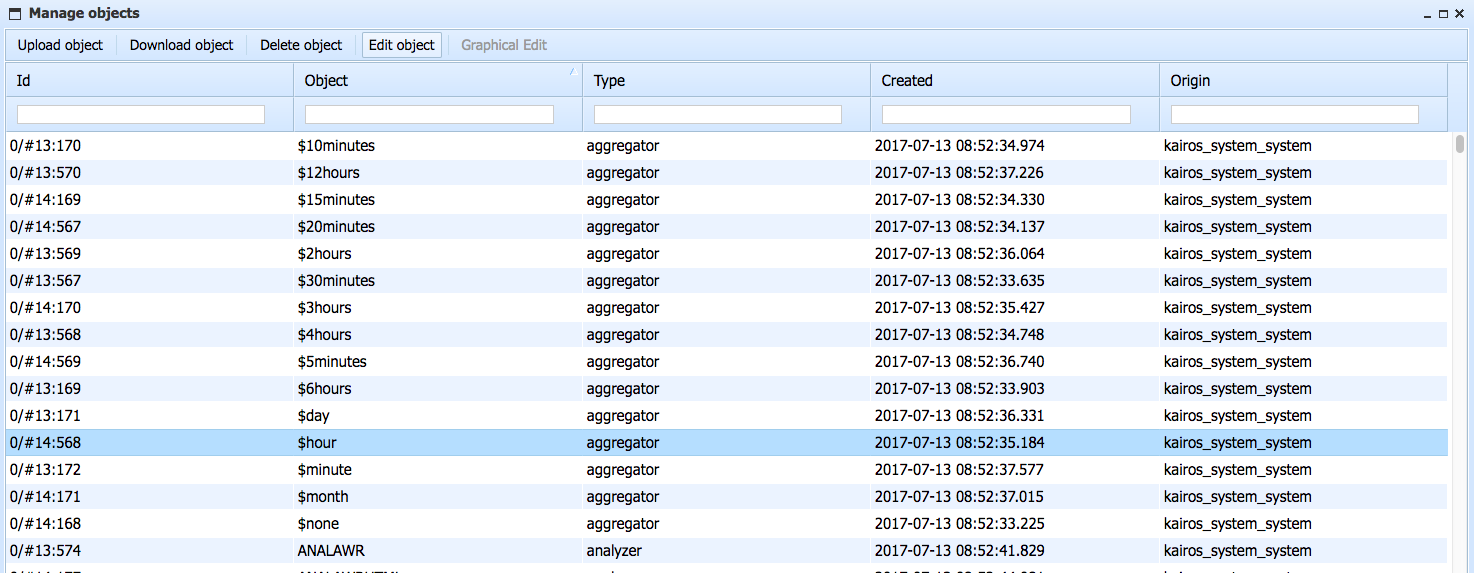 Manage objects
Upload object Download object Delete object Edit object Graphical Edit
Id Object Type Created Origin
0/#13:170 $10minutes aggregator 2017-07-13 08:52:34.974 kairos_system_system
0/#13:570 $12hours aggregator 2017-07-13 08:52:37.226 kairos_system_system
0/#14:169 $15minutes aggregator 2017-07-13 08:52:34.330 kairos_system_system
0/#14:567 $20minutes aggregator 2017-07-13 08:52:34.137 kairos_system_system
0/#13:569 $2hours aggregator 2017-07-13 08:52:36.064 kairos_system_system
0/#13:567 $30minutes aggregator 2017-07-13 08:52:33.635 kairos_system_system
0/#14:170 $3hours aggregator 2017-07-13 08:52:35.427 kairos_system_system
0/#13:568 $4hours aggregator 2017-07-13 08:52:34.748 kairos_system_system
0/#14:569 $5minutes aggregator 2017-07-13 08:52:36.740 kairos_system_system
0/#13:169 $6hours aggregator 2017-07-13 08:52:33.903 kairos_system_system
0/#13:171 $day aggregator 2017-07-13 08:52:36.331 kairos_system_system
0/#14:568 $hour aggregator 2017-07-13 08:52:35.184 kairos_system_system
0/#13:172 $minute aggregator 2017-07-13 08:52:37.577 kairos_system_system
0/#14:171 $month aggregator 2017-07-13 08:52:37.015 kairos_system_system
0/#14:168 $none aggregator 2017-07-13 08:52:33.225 kairos_system_system
0/#13:574 ANALAWR analyzer 2017-07-13 08:52:41.829 kairos_system_system